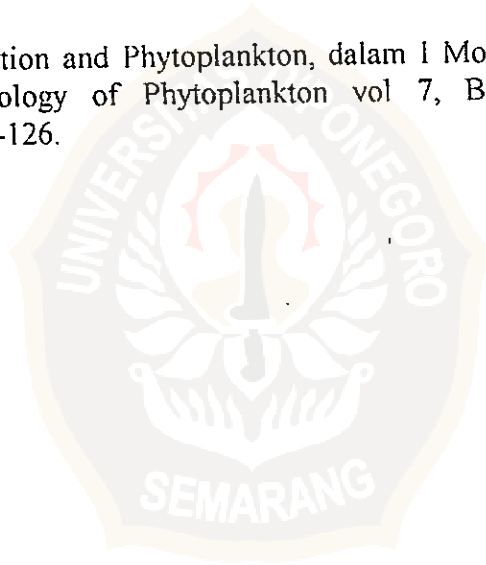 tion and Phytoplankton, dalam I Mo
ology of Phytoplankton vol 7, B
-126.
UNIVERSITAS DIPONEGORO
SEMARANG